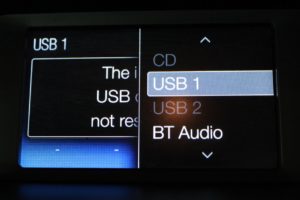 USB 1
The i
USB
not res
CD
USB 1
USB 2
BT Audio